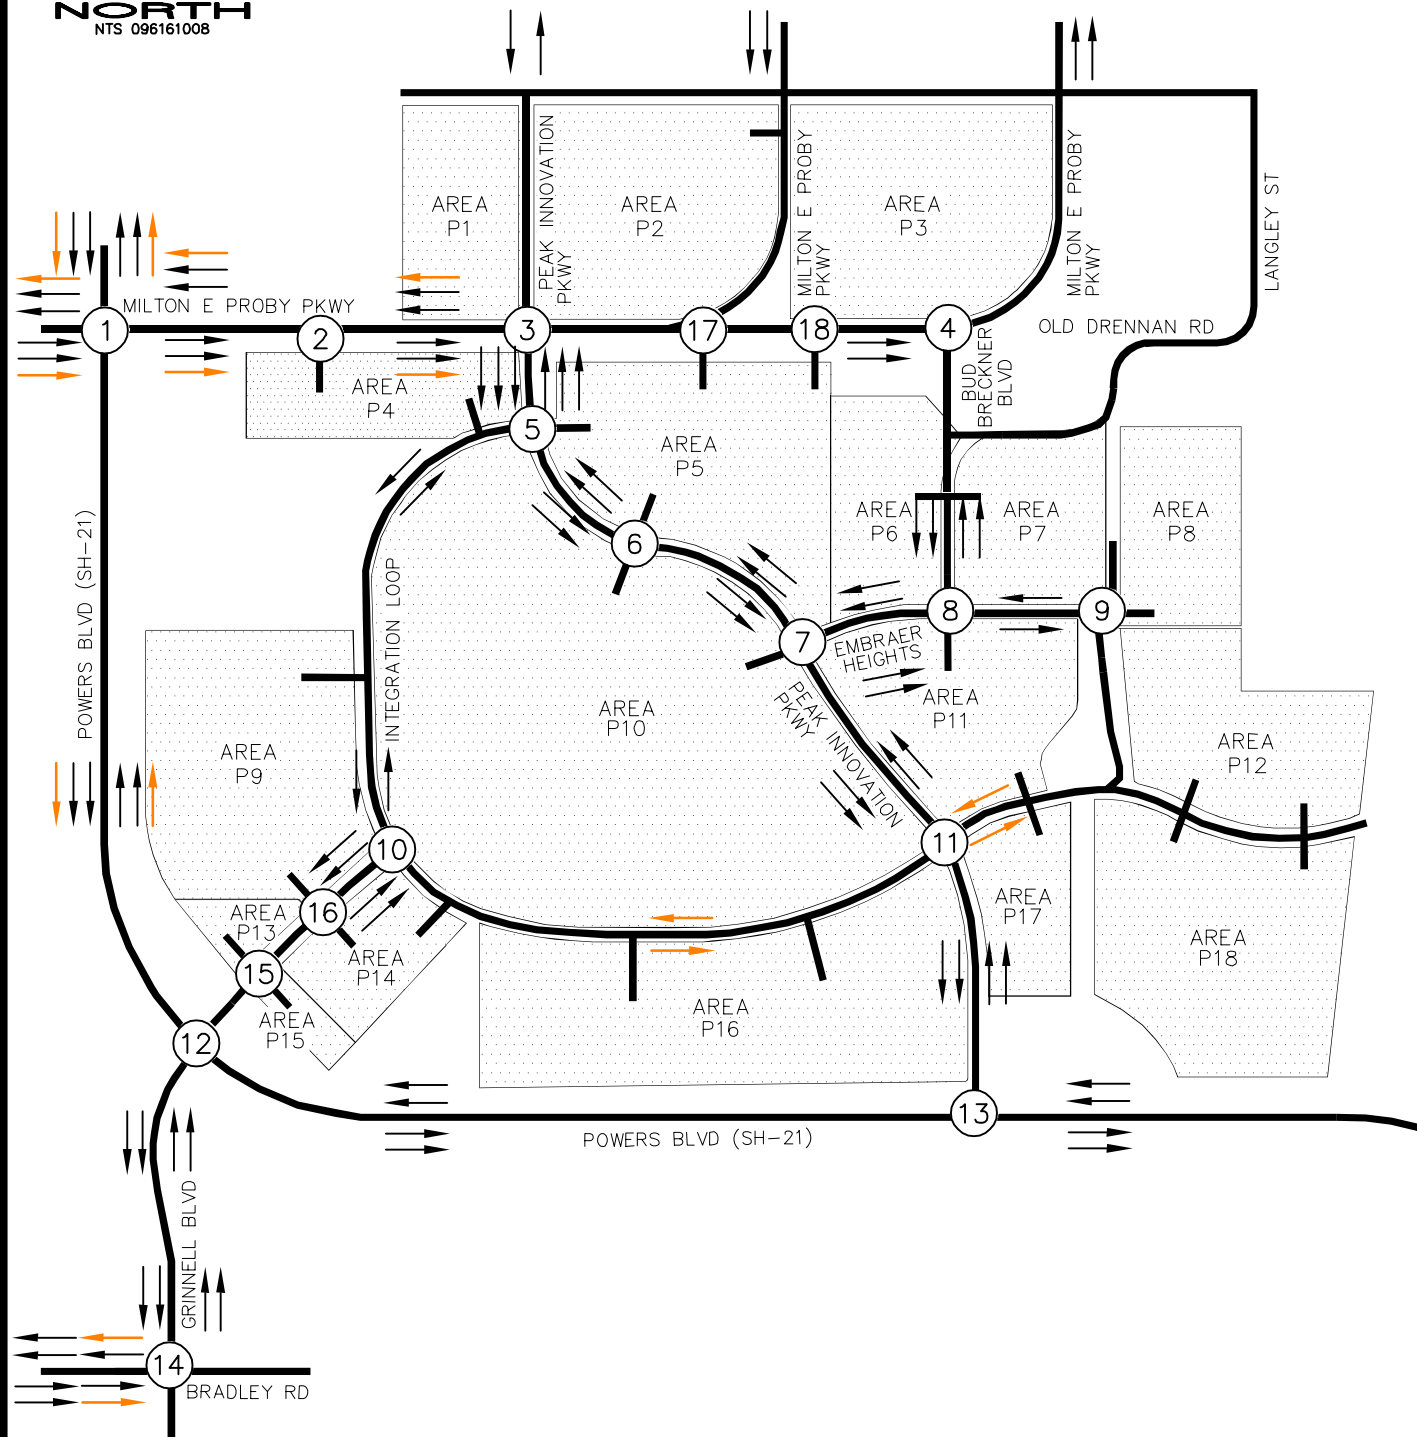 NORTH
NTS 096161008
PEAK INNOVATION
PKWY
MILTON E PROBY
PKWY
MILTON E PROBY
PKWY
LANGLEY ST
AREA
P1
AREA
P2
AREA
P3
MILTON E PROBY PKWY
OLD DRENNAN RD
1
2
3
17
18
4
BUD
BRECKNER
BLVD
AREA
P4
5
AREA
P5
AREA
P6
AREA
P7
AREA
P8
6
POWERS BLVD (SH-21)
INTEGRATION LOOP
7
8
9
EMBRAER
HEIGHTS
AREA
P9
AREA
P10
PEAK INNOVATION
PKWY
AREA
P11
AREA
P12
10
11
16
AREA
P13
AREA
P14
15
AREA
P15
AREA
P16
AREA
P17
AREA
P18
12
13
POWERS BLVD (SH-21)
GRINNELL BLVD
14
BRADLEY RD